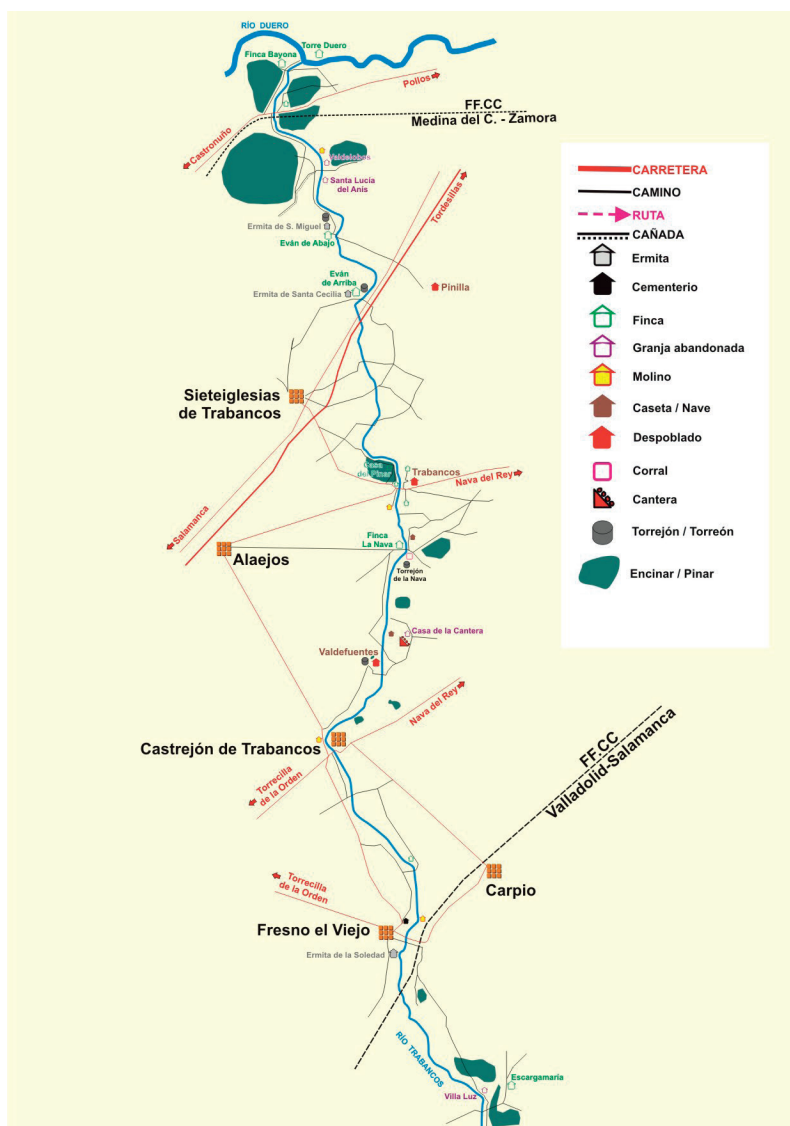 RÍO DUERO
Torre Duero
Finca Bayona
Pollos
FF.CC
Medina del C. - Zamora
Castronuño
Valdelobos
Santa Lucía
del Anis
Tordesillas
Ermita de S. Miguel
Eván de Abajo
Eván
de Arriba
Ermita de Santa Cecilia
Pinilla
Sieteiglesias
de Trabancos
Casa
del Pinar
Trabancos
Nava del Rey
Salamanca
Alaejos
Finca
La Nava
Torrejón
de la Nava
Casa de la Cantera
Valdefuentes
Nava del Rey
Castrejón de Trabancos
Torrecilla
de la Orden
FF.CC
Valladolid-Salamanca
Torrecilla
de la Orden
Carpio
Fresno el Viejo
Ermita de la Soledad
RÍO TRABANCOS
Escargamaría
Villa Luz
CARRETERA
CAMINO
RUTA
CAÑADA
Ermita
Cementerio
Finca
Granja abandonada
Molino
Caseta / Nave
Despoblado
Corral
Cantera
Torrejón / Torreón
Encinar / Pinar